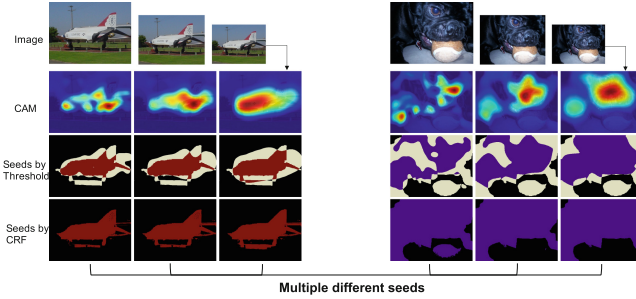 Image
CAM
Seeds by
Threshold
Seeds by
CRF
Multiple different seeds